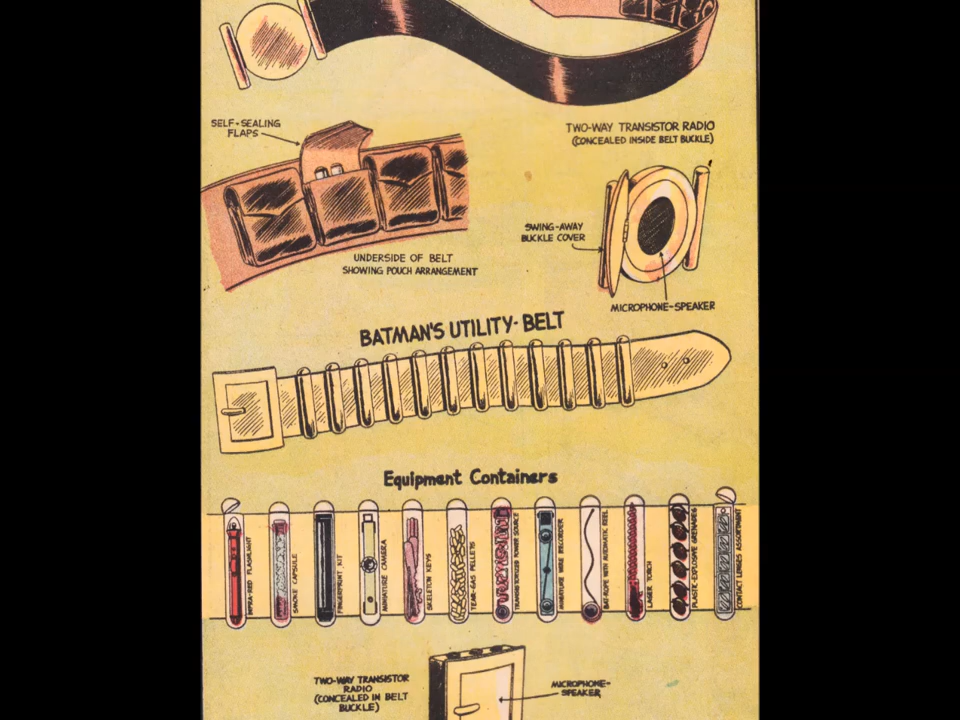 SELF-SEALING
FLAPS
TWO-WAY TRANSISTOR RADIO
(CONCEALED INSIDE BELT BUCKLE)
SWING-AWAY
BUCKLE COVER
UNDERSIDE OF BELT
SHOWING POUCH ARRANGEMENT
MICROPHONE-SPEAKER
BATMAN'S UTILITY-BELT
Equipment Containers
INFRA-RED FLASHLIGHT
SMOKE CAPSULE
FINGERPRINT KIT
MINIATURE CAMERA
SKELETON KEYS
TEAR-GAS PELLETS
TRANSISTORIZED POWER SOURCE
MINIATURE WIRE RECORDER
BAT-ROPE WITH AUTOMATIC REEL
LASER TORCH
PLASTIC-EXPLOSIVE GRENADES
CONTACT LENSES ASSORTMENT
TWO-WAY TRANSISTOR
RADIO
(CONCEALED IN BELT
BUCKLE)
MICROPHONE-
SPEAKER